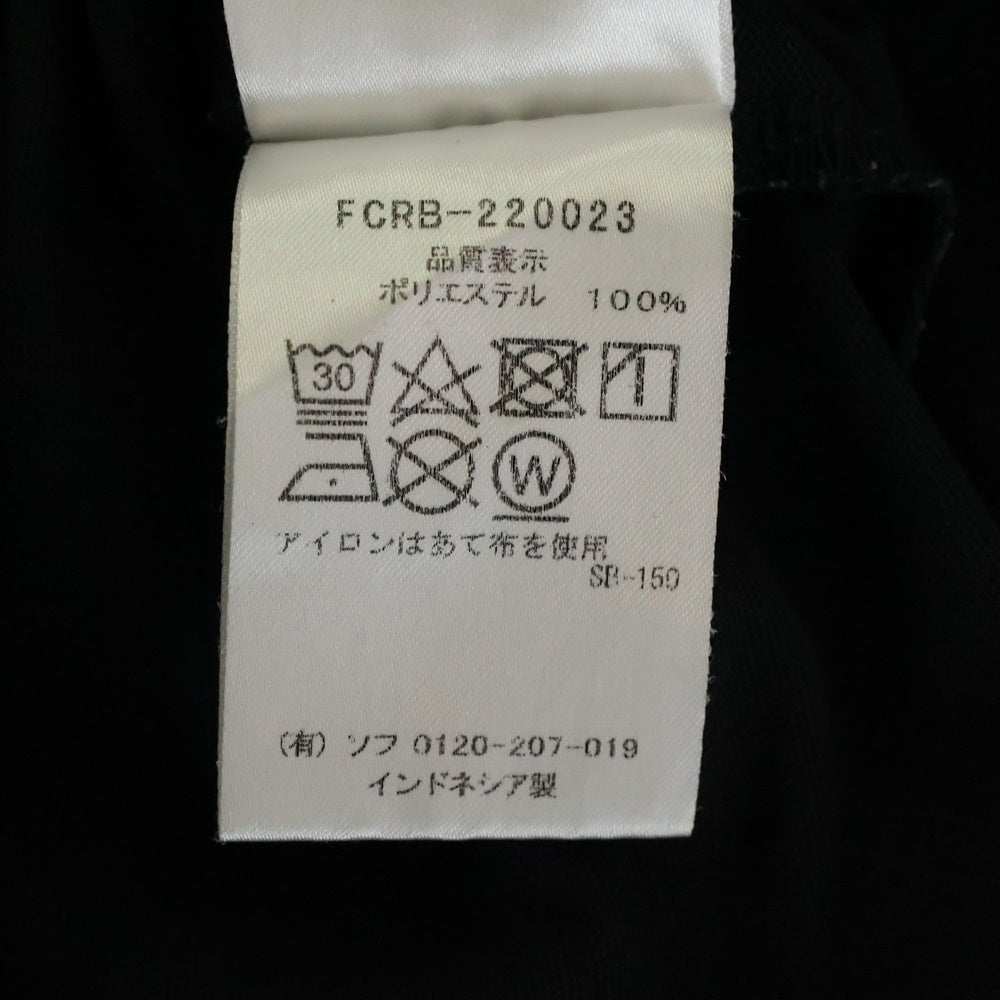 FCRB-220023
品質表示
ポリエステル 100%
30
W
アイロンはあて布を使用
SB-150
(有) ソフ 0120-207-019
インドネシア製